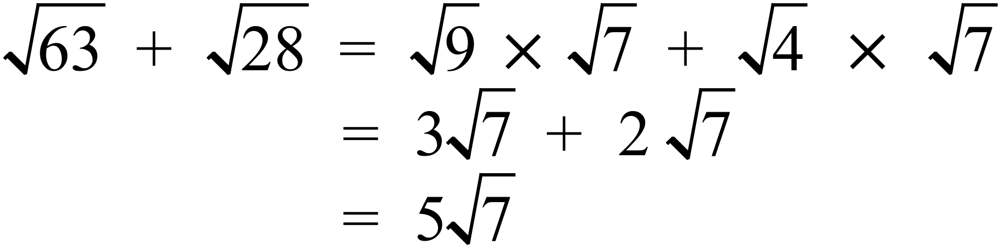 √63 + √28 = √9 × √7 + √4 × √7
= 3√7 + 2√7
= 5√7